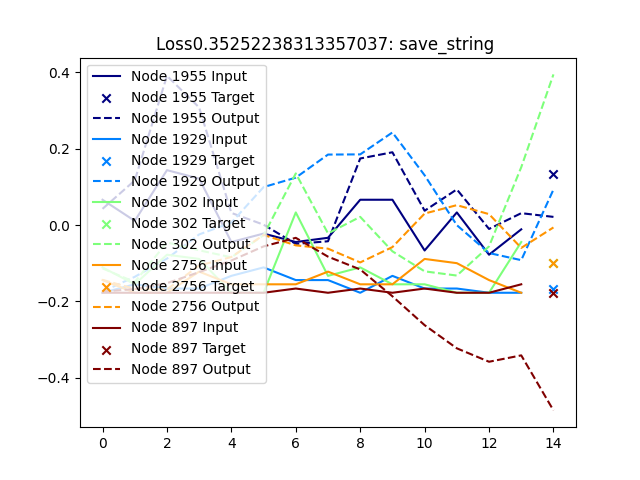 Loss0.35252238313357037: save_string
0.4
0.2
0.0
−0.2
−0.4
Node 1955 Input
Node 1955 Target
Node 1955 Output
Node 1929 Input
Node 1929 Target
Node 1929 Output
Node 302 Input
Node 302 Target
Node 302 Output
Node 2756 Input
Node 2756 Target
Node 2756 Output
Node 897 Input
Node 897 Target
Node 897 Output
0 2 4 6 8 10 12 14